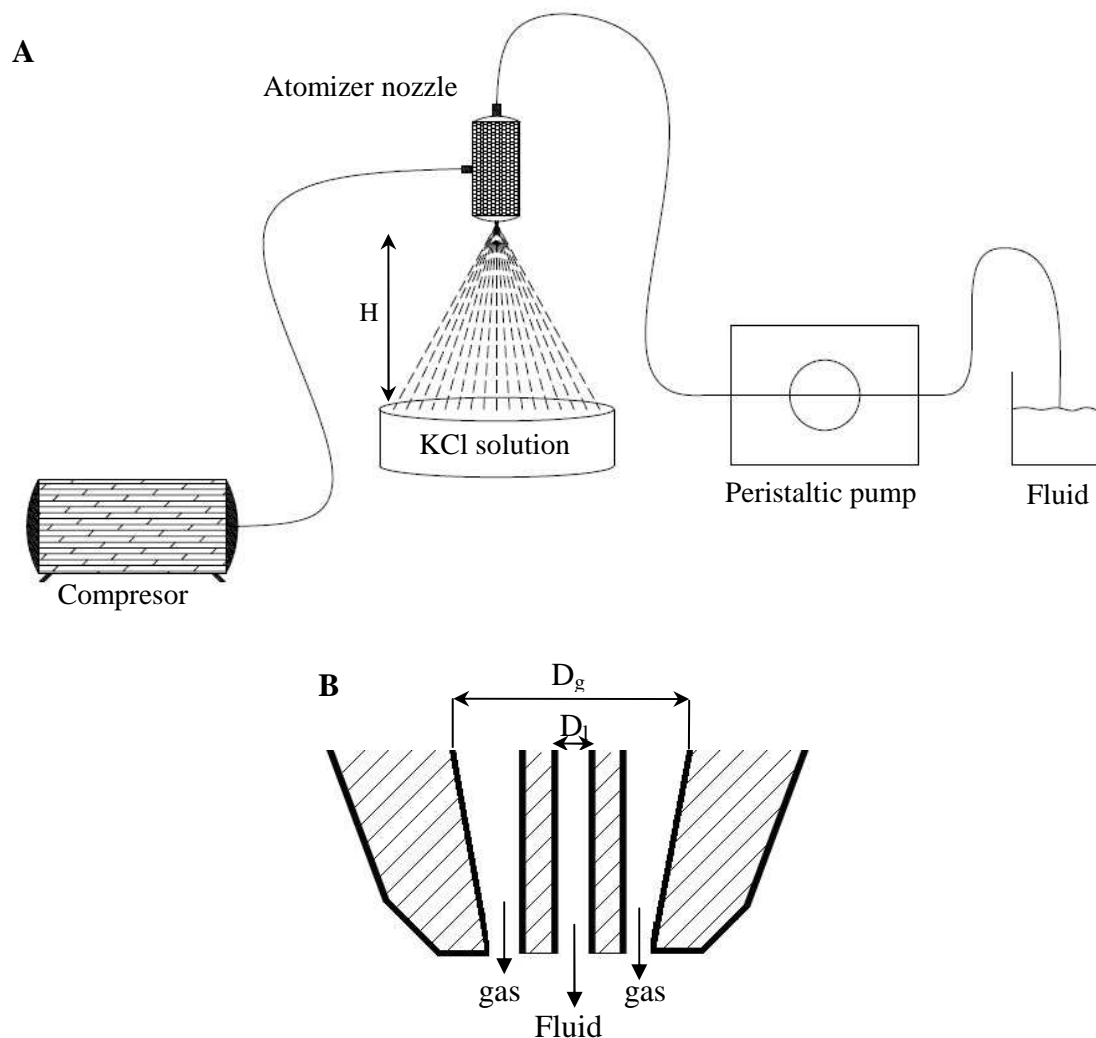 A
Atomizer nozzle
H
KCl solution
Peristaltic pump
Fluid
Compresor
B
Dg
Dl
gas
gas
Fluid